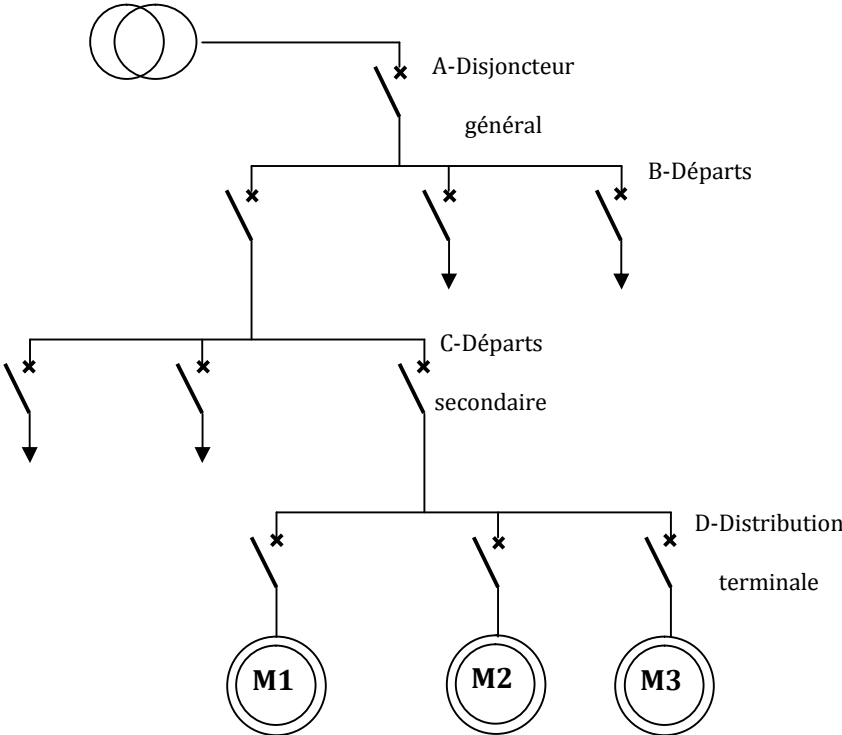 A-Disjoncteur
général
B-Départs
C-Départs
secondaire
D-Distribution
terminale
M1
M2
M3